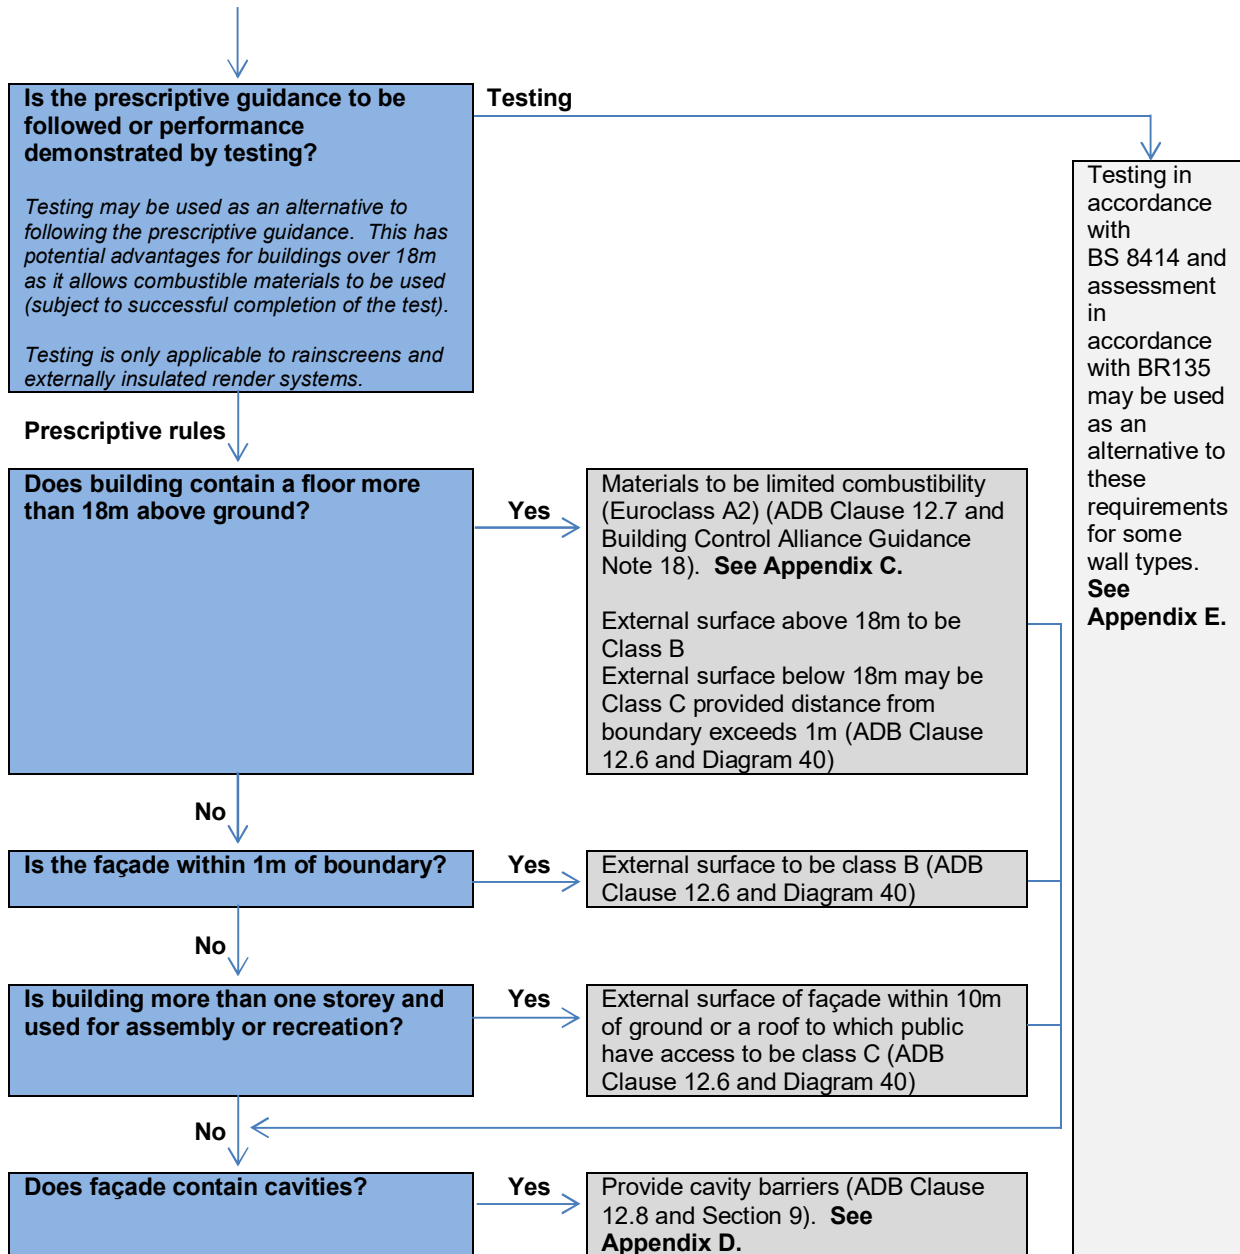 Is the prescriptive guidance to be
followed or performance
demonstrated by testing?
Testing may be used as an alternative to
following the prescriptive guidance.  This has
potential advantages for buildings over 18m
as it allows combustible materials to be used
(subject to successful completion of the test).
Testing is only applicable to rainscreens and
externally insulated render systems.
Testing
Testing in
accordance
with
BS 8414 and
assessment
in
accordance
with BR135
may be used
as an
alternative to
these
requirements
for some
wall types.
See
Appendix E.
Prescriptive rules
Does building contain a floor more
than 18m above ground?
Yes
Materials to be limited combustibility
(Euroclass A2) (ADB Clause 12.7 and
Building Control Alliance Guidance
Note 18).  See Appendix C.
External surface above 18m to be
Class B
External surface below 18m may be
Class C provided distance from
boundary exceeds 1m (ADB Clause
12.6 and Diagram 40)
No
Is the façade within 1m of boundary?
Yes
External surface to be class B (ADB
Clause 12.6 and Diagram 40)
No
Is building more than one storey and
used for assembly or recreation?
Yes
External surface of façade within 10m
of ground or a roof to which public
have access to be class C (ADB
Clause 12.6 and Diagram 40)
No
Does façade contain cavities?
Yes
Provide cavity barriers (ADB Clause
12.8 and Section 9).  See
Appendix D.